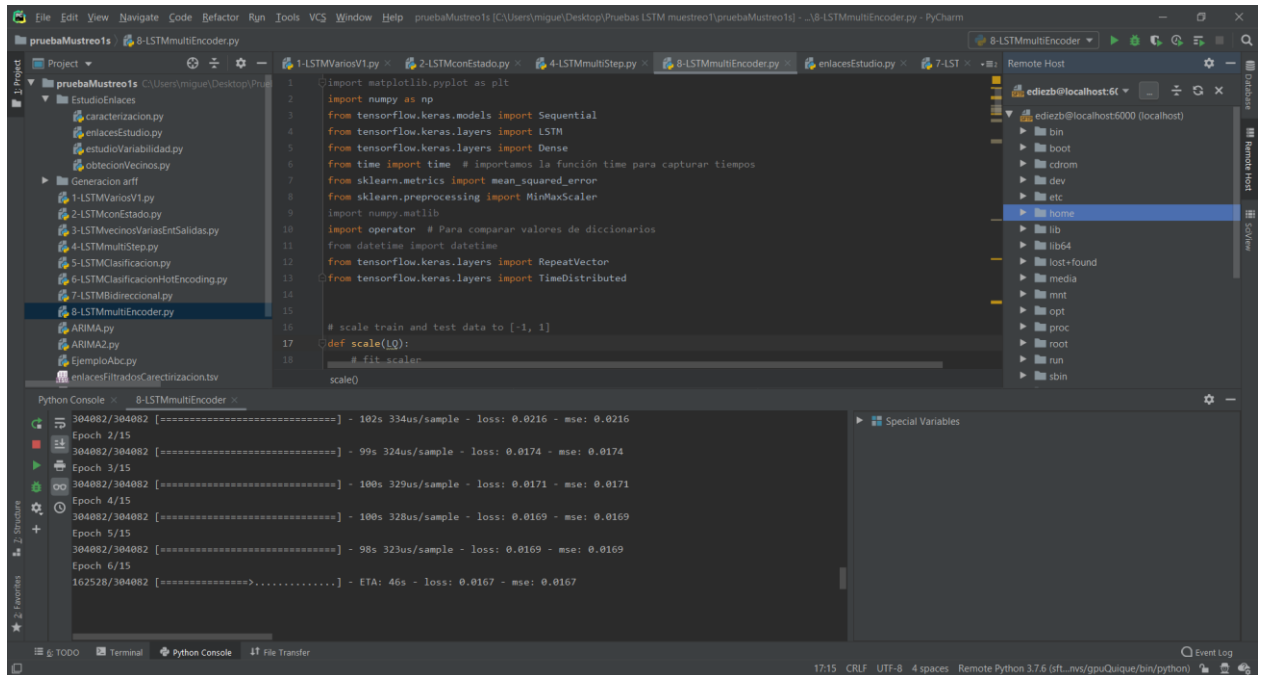 File Edit View Navigate Code Refactor Run Tools VCS Window Help pruebaMustreo1s [C:\Users\migue\Desktop\Pruebas LSTM muestreo1\pruebaMustreo1s] - ...\8-LSTMmultiEncoder.py - PyCharm
pruebaMustreo1s 8-LSTMmultiEncoder.py
8-LSTMmultiEncoder
1: Project
Project
pruebaMustreo1s C:\Users\migue\Desktop\Prue
EstudioEnlaces
caracterizacion.py
enlacesEstudio.py
estudioVariabilidad.py
obtecionVecinos.py
Generacion arff
1-LSTMVariosV1.py
2-LSTMconEstado.py
3-LSTMvecinosVariasEntSalidas.py
4-LSTMmultiStep.py
5-LSTMClasificacion.py
6-LSTMClasificacionHotEncoding.py
7-LSTMBidireccional.py
8-LSTMmultiEncoder.py
ARIMA.py
ARIMA2.py
EjemploAbc.py
enlacesFiltradosCarectirizacion.tsv
1-LSTMVariosV1.py 2-LSTMconEstado.py 4-LSTMmultiStep.py 8-LSTMmultiEncoder.py enlacesEstudio.py 7-LST
1 import matplotlib.pyplot as plt
2 import numpy as np
3 from tensorflow.keras.models import Sequential
4 from tensorflow.keras.layers import LSTM
5 from tensorflow.keras.layers import Dense
6 from time import time # importamos la función time para capturar tiempos
7 from sklearn.metrics import mean_squared_error
8 from sklearn.preprocessing import MinMaxScaler
9 import numpy.matlib
10 import operator # Para comparar valores de diccionarios
11 from datetime import datetime
12 from tensorflow.keras.layers import RepeatVector
13 from tensorflow.keras.layers import TimeDistributed
14
15
16 # scale train and test data to [-1, 1]
17 def scale(LQ):
18 # fit scaler
scale()
Remote Host
ediezb@localhost:6(
ediezb@localhost:6000 (localhost)
bin
boot
cdrom
dev
etc
home
lib
lib64
lost+found
media
mnt
opt
proc
root
run
sbin
Database
Remote Host
SciView
Python Console 8-LSTMmultiEncoder
304082/304082 [==============================] - 102s 334us/sample - loss: 0.0216 - mse: 0.0216
Epoch 2/15
304082/304082 [==============================] - 99s 324us/sample - loss: 0.0174 - mse: 0.0174
Epoch 3/15
304082/304082 [==============================] - 100s 329us/sample - loss: 0.0171 - mse: 0.0171
Epoch 4/15
304082/304082 [==============================] - 100s 328us/sample - loss: 0.0169 - mse: 0.0169
Epoch 5/15
304082/304082 [==============================] - 98s 323us/sample - loss: 0.0169 - mse: 0.0169
Epoch 6/15
162528/304082 [===============>..............] - ETA: 46s - loss: 0.0167 - mse: 0.0167
Special Variables
Z: Structure
2: Favorites
6: TODO Terminal Python Console File Transfer
Event Log
17:15 CRLF UTF-8 4 spaces Remote Python 3.7.6 (sft...nvs/gpuQuique/bin/python)